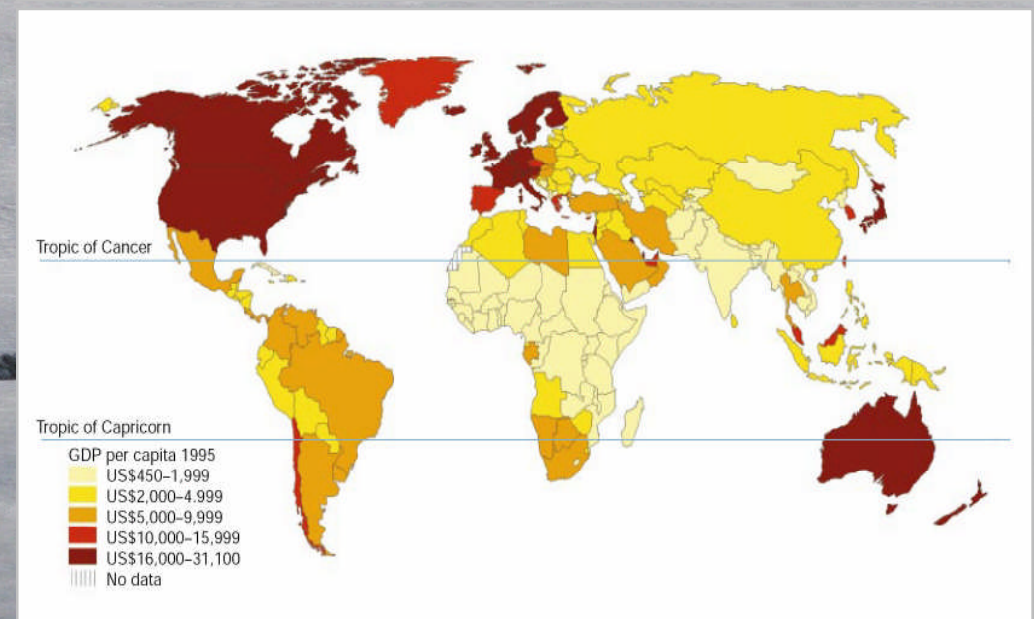 Tropic of Cancer
Tropic of Capricorn
GDP per capita 1995
US$450–1,999
US$2,000–4.999
US$5,000–9,999
US$10,000–15,999
US$16,000–31,100
No data